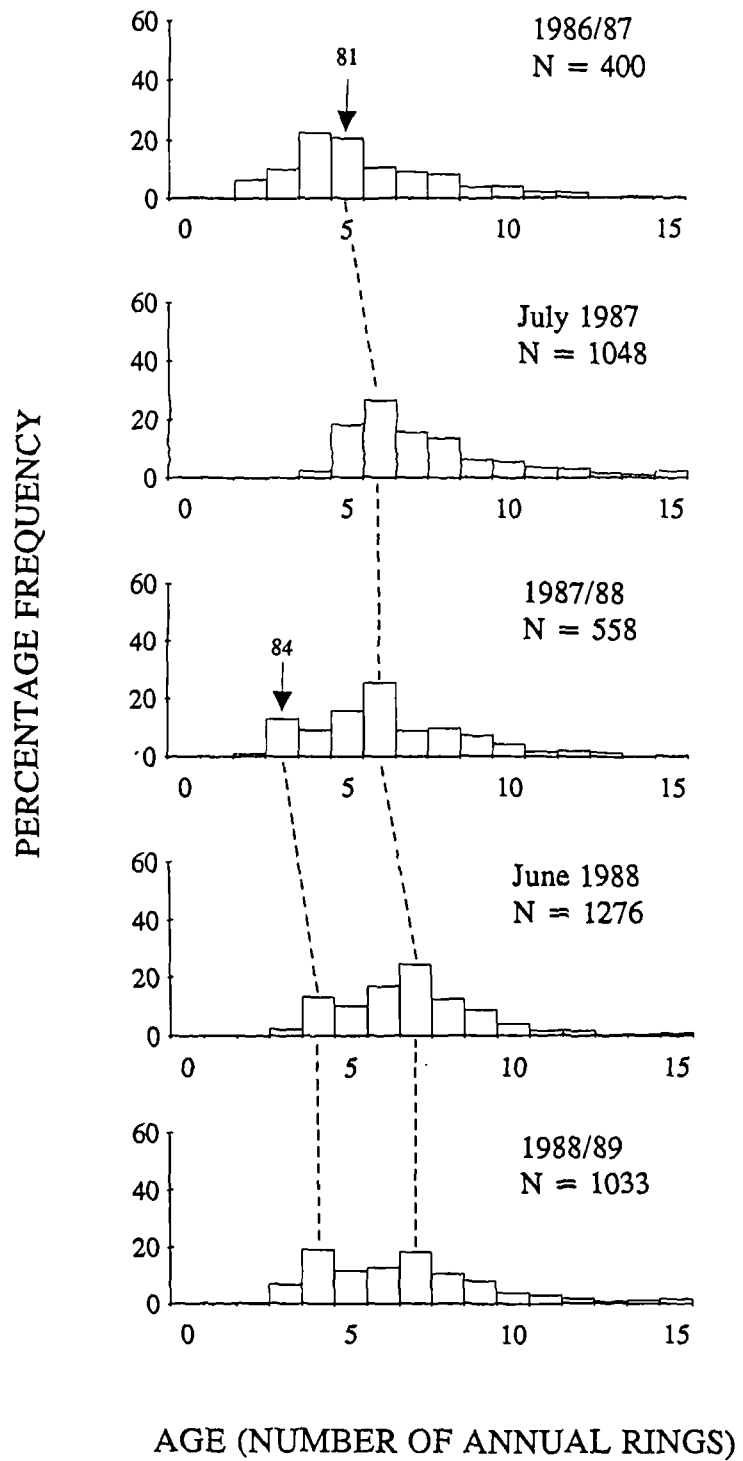 PERCENTAGE FREQUENCY
60
40
20
0
81
1986/87
N = 400
0 5 10 15
60
40
20
0
July 1987
N = 1048
0 5 10 15
60
40
20
0
84
1987/88
N = 558
0 5 10 15
60
40
20
0
June 1988
N = 1276
0 5 10 15
60
40
20
0
1988/89
N = 1033
0 5 10 15
AGE (NUMBER OF ANNUAL RINGS)